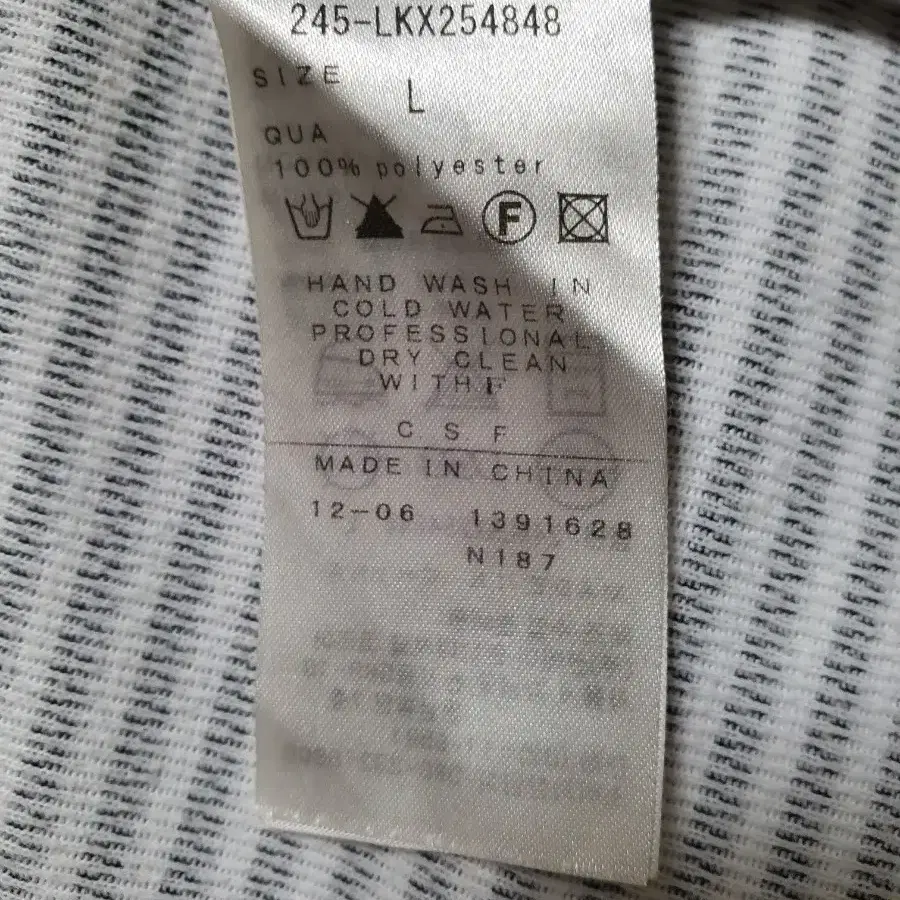 245-LKX254848
SIZE
L
QUA
100% polyester
F
HAND WASH IN
COLD WATER
PROFESSIONAL
DRY CLEAN
WITH F
C S F
MADE IN CHINA
12-06 1391628
N187